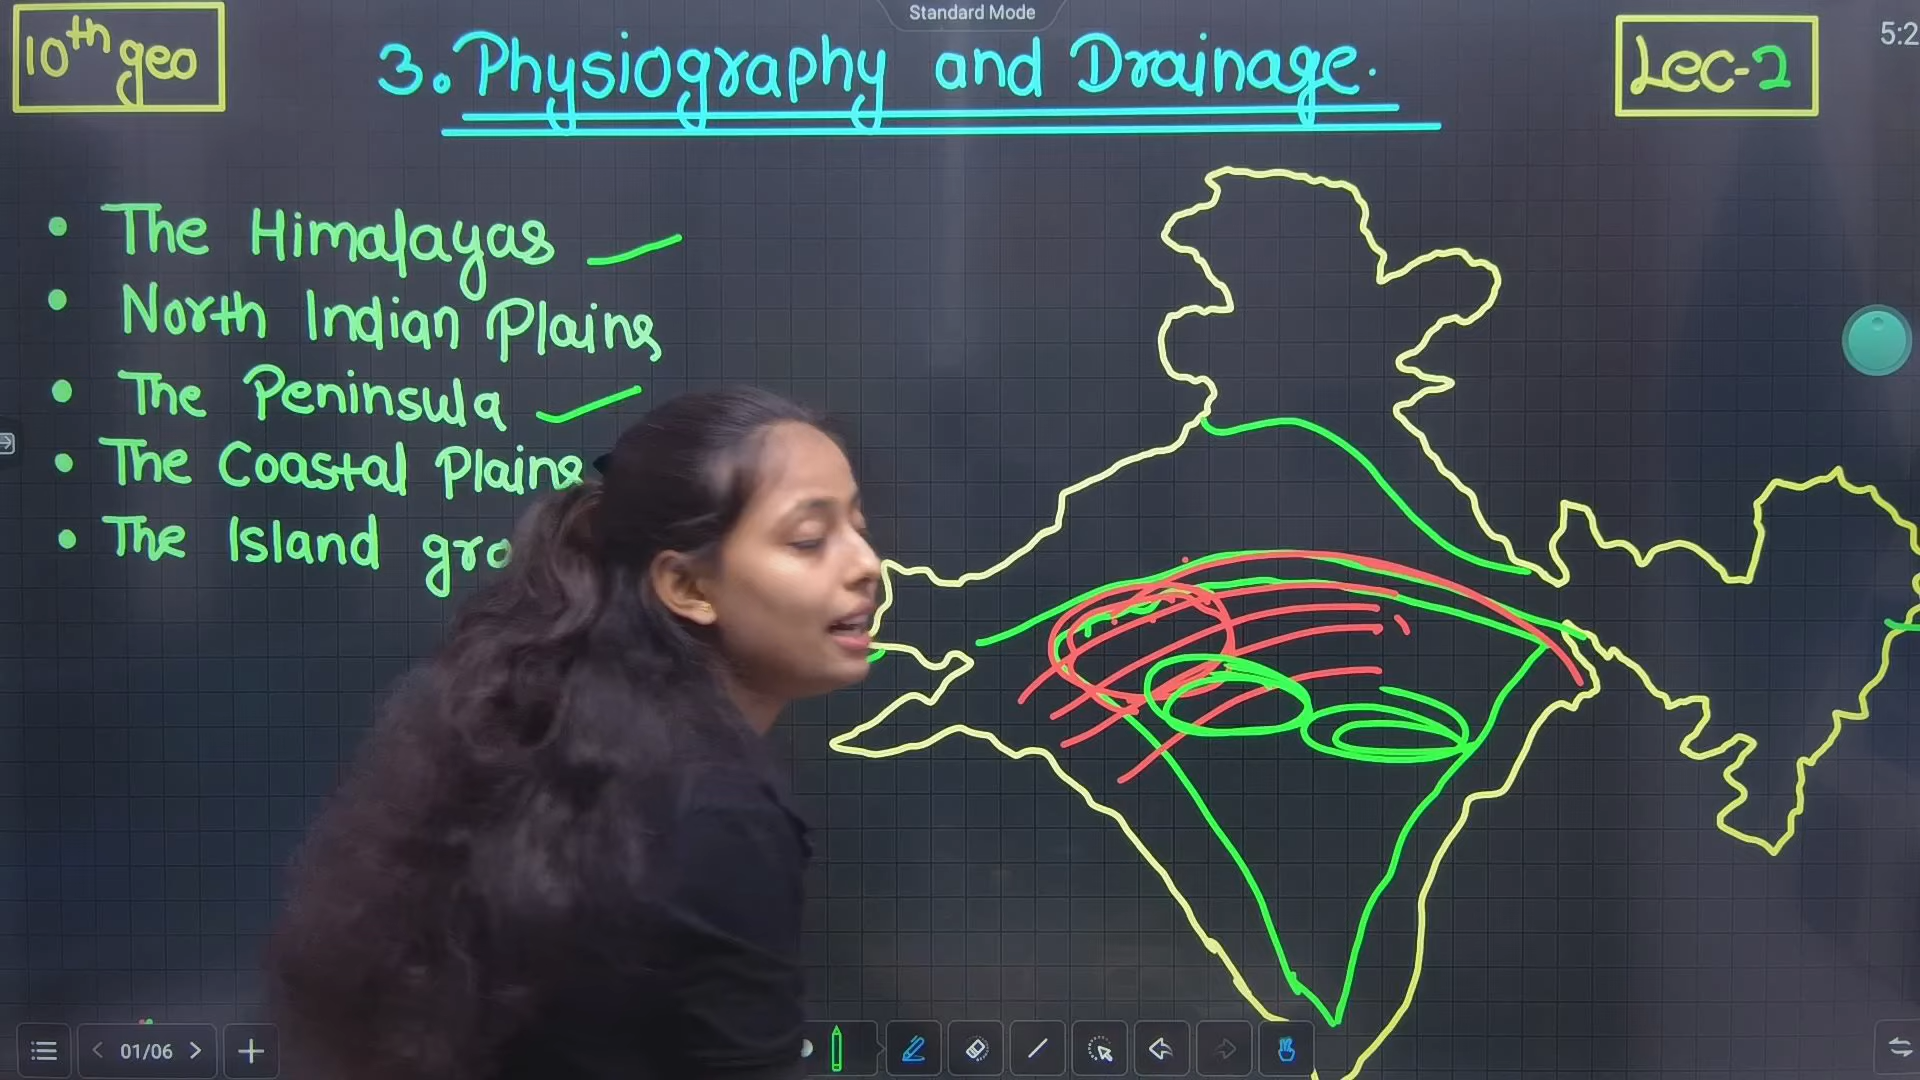 Standard Mode
10th geo
3. Physiography and Drainage.
Lec-2
5:2
• The Himalayas
• North Indian Plains
• The Peninsula
• The Coastal Plains
• The Island gro
01/06